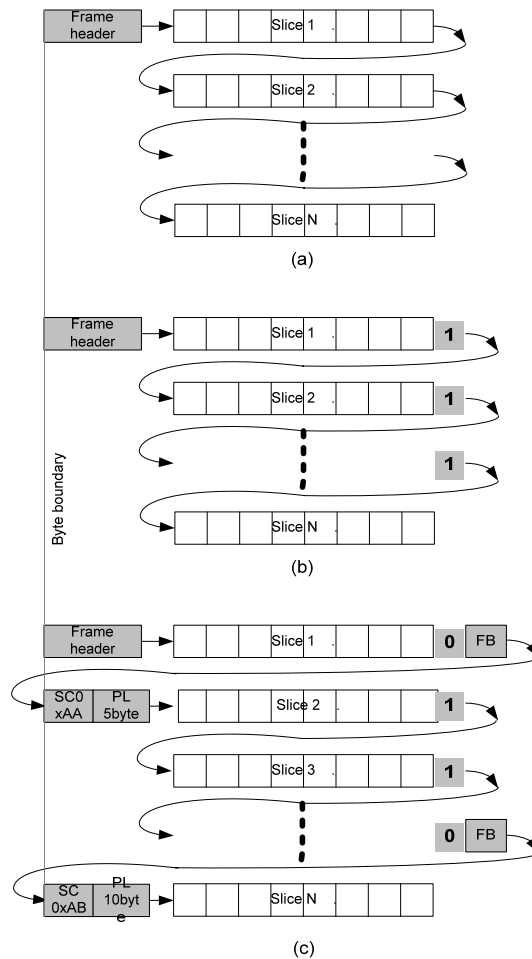 Frame
header
Slice 1 .
Slice 2 .
Slice N .
(a)
Frame
header
Slice 1 .
1
Slice 2 .
1
1
Slice N .
(b)
Byte boundary
Frame
header
Slice 1 .
0
FB
SC0
xAA
PL
5byte
Slice 2 .
1
Slice 3 .
1
0
FB
SC
0xAB
PL
10byt
e
Slice N .
(c)